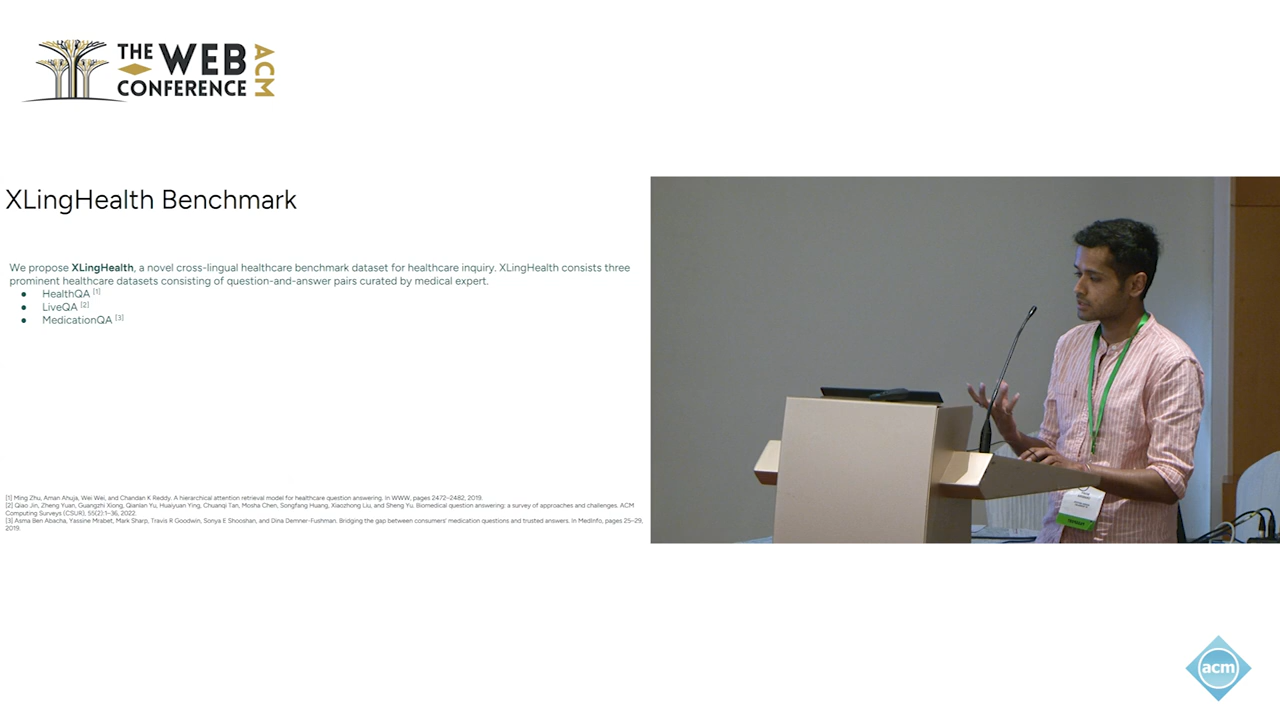 THE WEB
CONFERENCE
ACM
XLingHealth Benchmark
We propose XLingHealth, a novel cross-lingual healthcare benchmark dataset for healthcare inquiry. XLingHealth consists three
prominent healthcare datasets consisting of question-and-answer pairs curated by medical expert.
● HealthQA [1]
● LiveQA [2]
● MedicationQA [3]
[1] Ming Zhu, Aman Ahuja, Wei Wei, and Chandan K Reddy. A hierarchical attention retrieval model for healthcare question answering. In WWW, pages 2472–2482, 2019.
[2] Qiao Jin, Zheng Yuan, Guangzhi Xiong, Qianlan Yu, Huaiyuan Ying, Chuanqi Tan, Mosha Chen, Songfang Huang, Xiaozhong Liu, and Sheng Yu. Biomedical question answering: a survey of approaches and challenges. ACM
Computing Surveys (CSUR), 55(2):1–36, 2022.
[3] Asma Ben Abacha, Yassine Mrabet, Mark Sharp, Travis R Goodwin, Sonya E Shooshan, and Dina Demner-Fushman. Bridging the gap between consumers' medication questions and trusted answers. In MedInfo, pages 25–29,
2019.
acm